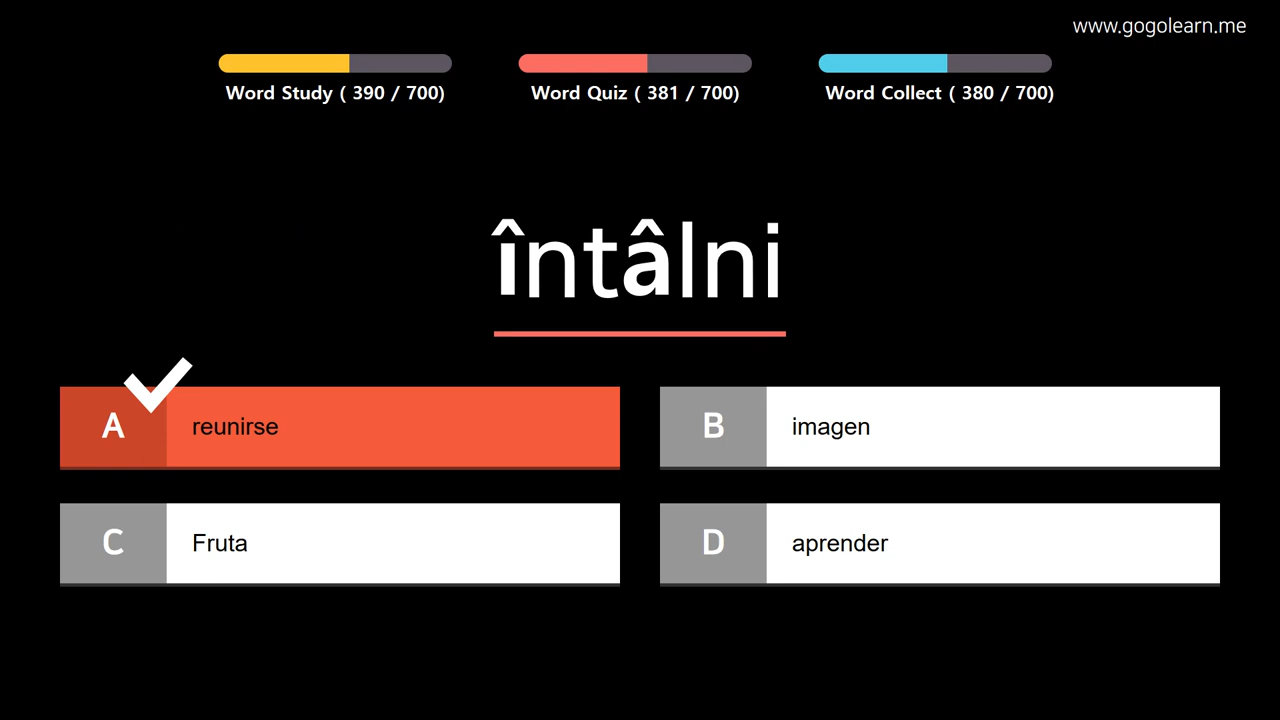 www.gogolearn.me
Word Study ( 390 / 700)
Word Quiz ( 381 / 700)
Word Collect ( 380 / 700)
întâlni
A reunirse
B imagen
C Fruta
D aprender